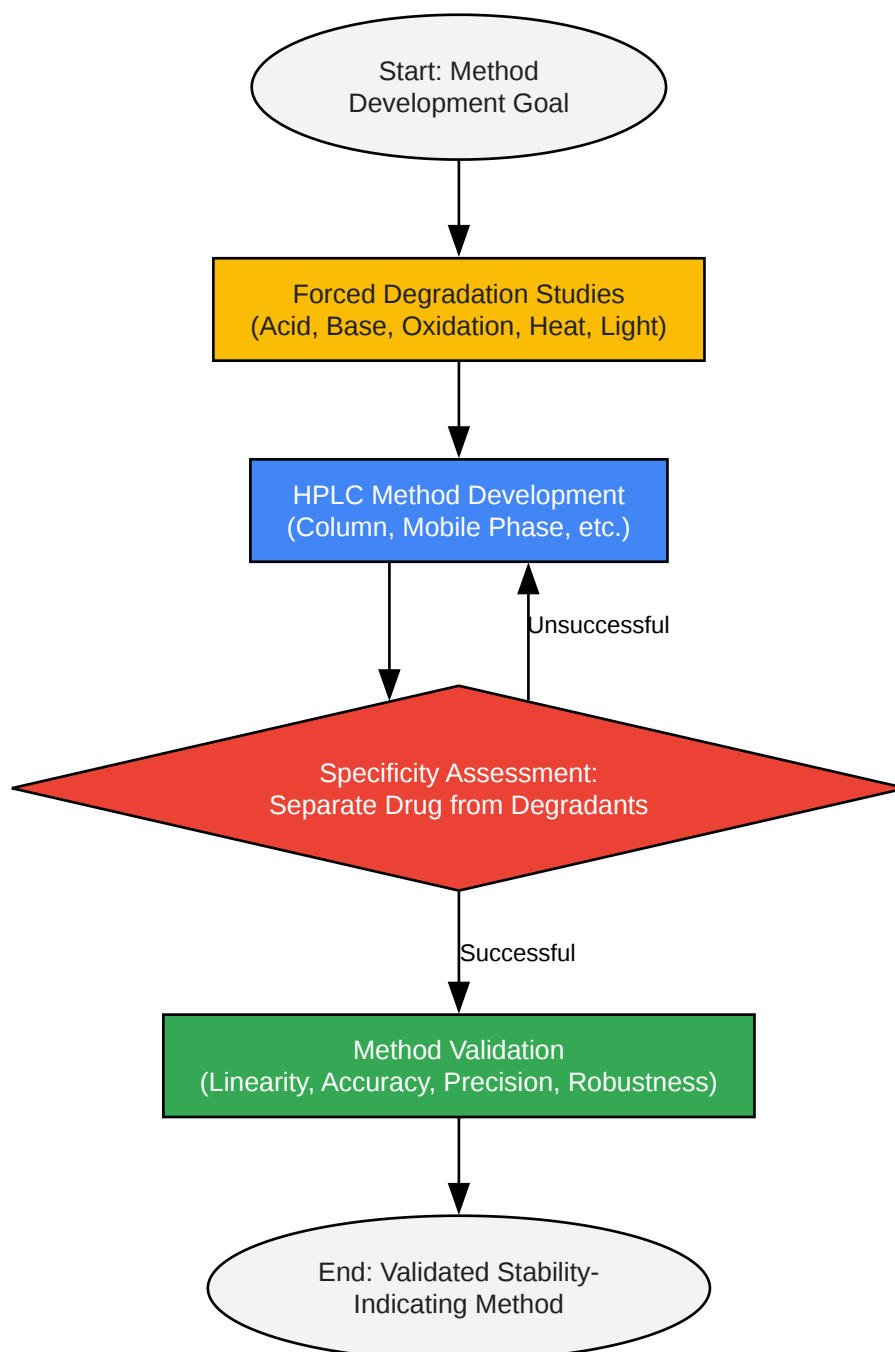 Start: Method
Development Goal
Forced Degradation Studies
(Acid, Base, Oxidation, Heat, Light)
HPLC Method Development
(Column, Mobile Phase, etc.)
Unsuccessful
Specificity Assessment:
Separate Drug from Degradants
Successful
Method Validation
(Linearity, Accuracy, Precision, Robustness)
End: Validated Stability-
Indicating Method